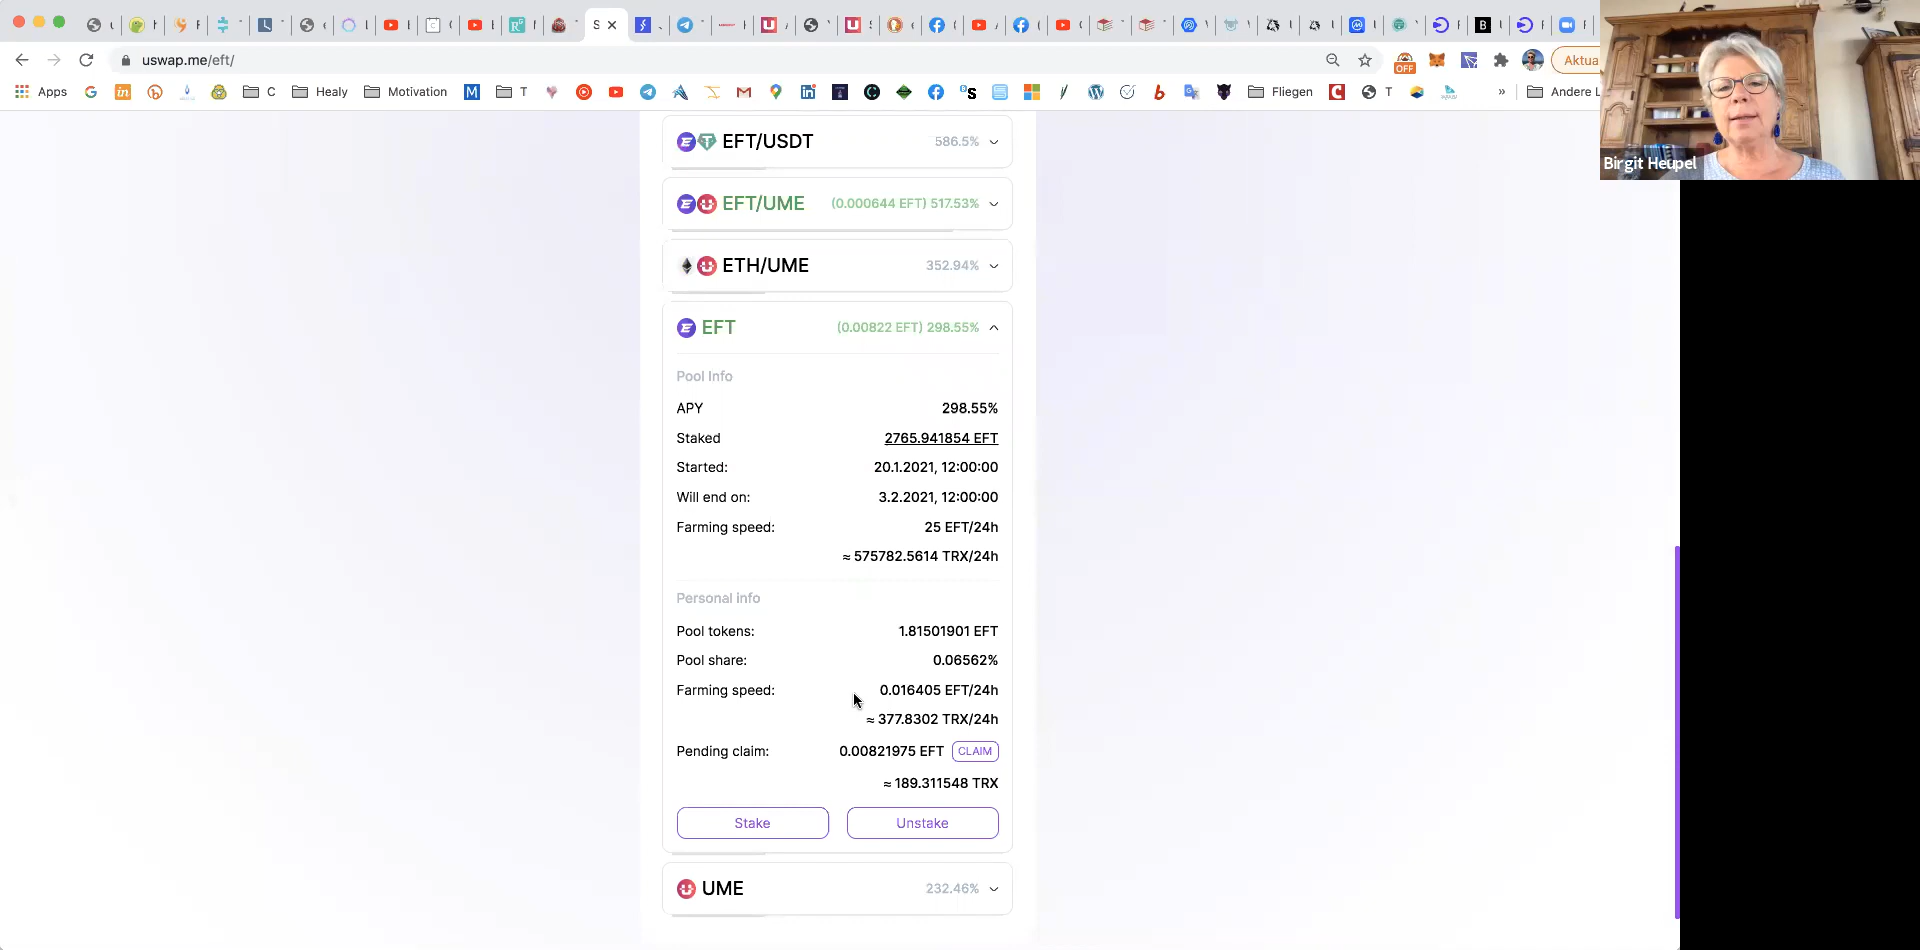 uswap.me/eft/
OFF
Aktua
Apps
C
Healy
Motivation
T
Fliegen
T
»
Andere L
Birgit Heupel
EFT/USDT 586.5%
EFT/UME (0.000644 EFT) 517.53%
ETH/UME 352.94%
EFT (0.00822 EFT) 298.55%
Pool Info
APY 298.55%
Staked 2765.941854 EFT
Started: 20.1.2021, 12:00:00
Will end on: 3.2.2021, 12:00:00
Farming speed: 25 EFT/24h
≈ 575782.5614 TRX/24h
Personal info
Pool tokens: 1.81501901 EFT
Pool share: 0.06562%
Farming speed: 0.016405 EFT/24h
≈ 377.8302 TRX/24h
Pending claim: 0.00821975 EFT CLAIM
≈ 189.311548 TRX
Stake Unstake
UME 232.46%